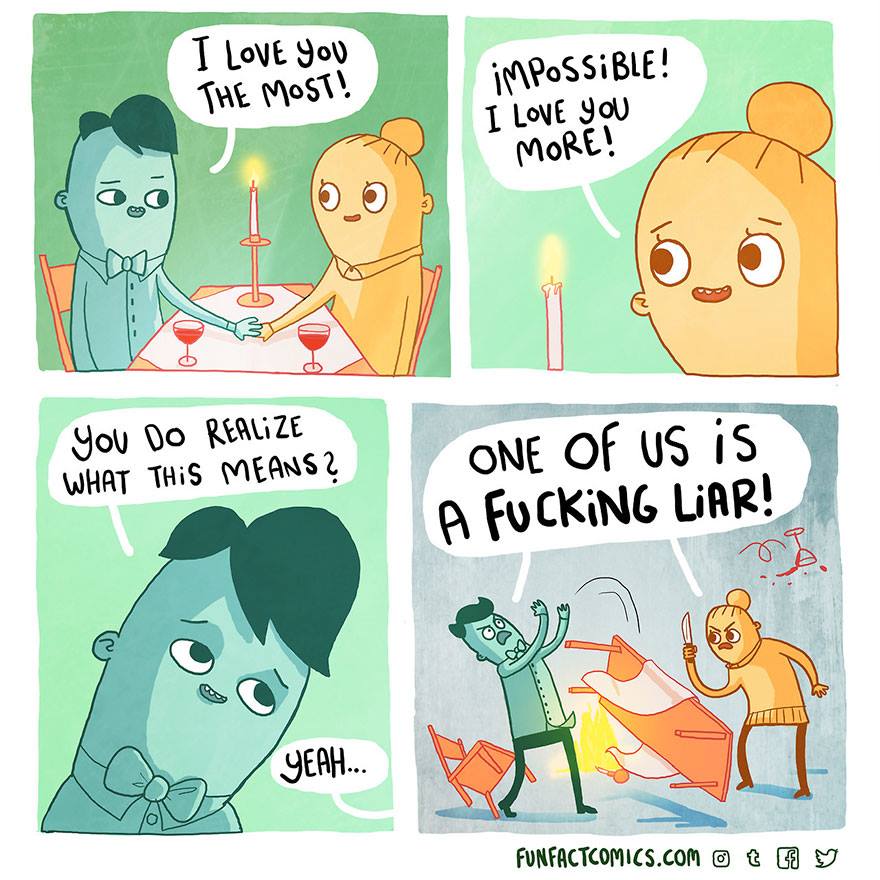 I LOVE YOU
THE MOST!
iMPOSSiBLE!
I LOVE YOU
MORE!
YOU DO REALiZE
WHAT THiS MEANS?
YEAH...
ONE OF US iS
A FUCKiNG LiAR!
FUNFACTCOMiCS.COM